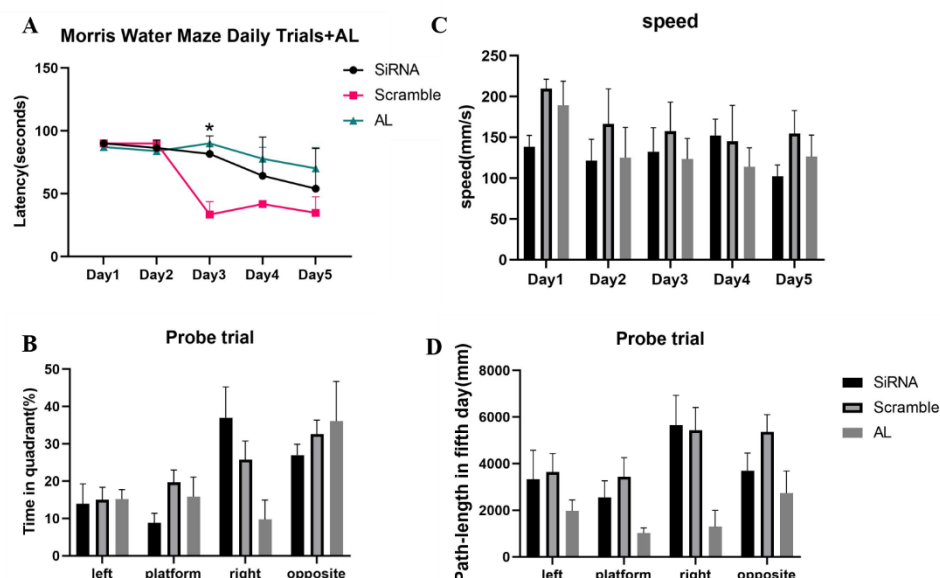 A
Morris Water Maze Daily Trials+AL
Latency(seconds)
150
100
50
0
*
Day1 Day2 Day3 Day4 Day5
SiRNA
Scramble
AL
C
speed
speed(mm/s)
250
200
150
100
50
0
Day1 Day2 Day3 Day4 Day5
B
Probe trial
Time in quadrant(%)
50
40
30
20
10
0
left platform right opposite
D
Probe trial
Path-length in fifth day(mm)
8000
6000
4000
2000
0
left platform right opposite
SiRNA
Scramble
AL